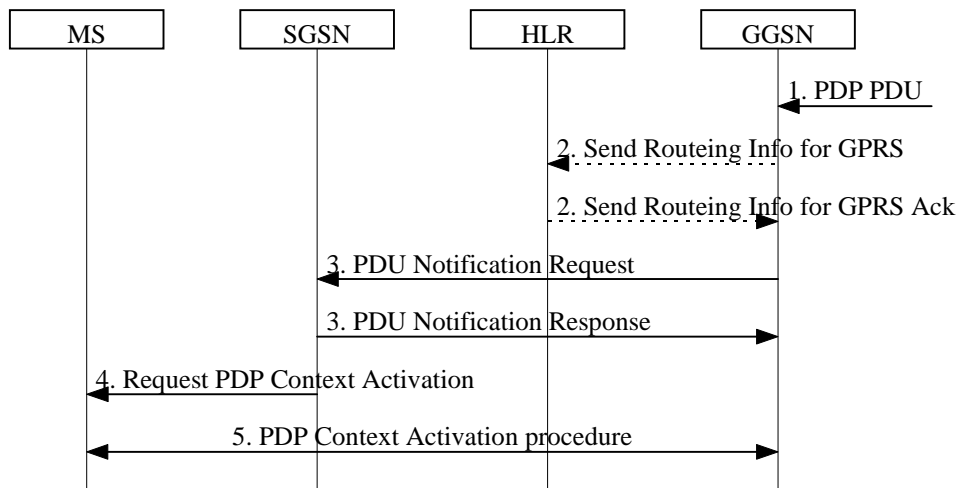 MS
SGSN
HLR
GGSN
1. PDP PDU
2. Send Routeing Info for GPRS
2. Send Routeing Info for GPRS Ack
3. PDU Notification Request
3. PDU Notification Response
4. Request PDP Context Activation
5. PDP Context Activation procedure